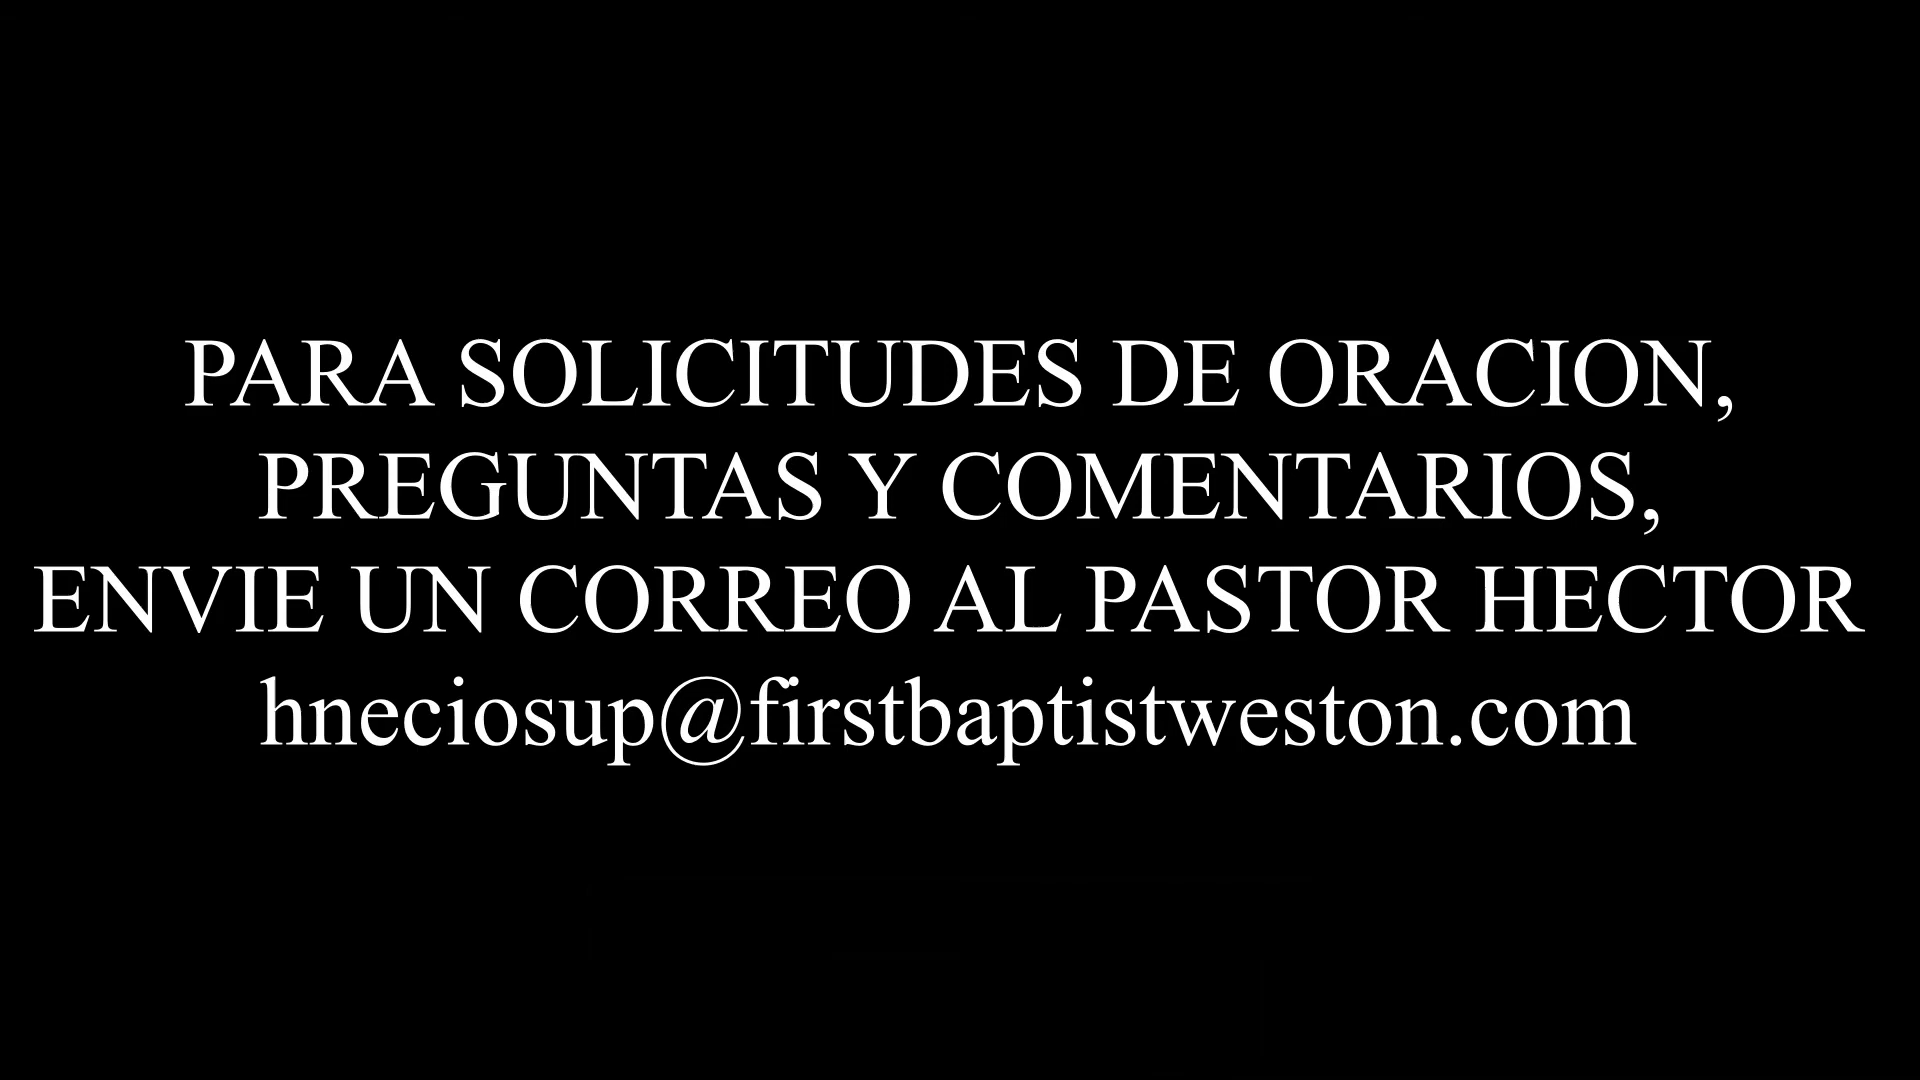 PARA SOLICITUDES DE ORACION,
PREGUNTAS Y COMENTARIOS,
ENVIE UN CORREO AL PASTOR HECTOR
hneciosup@firstbaptistweston.com